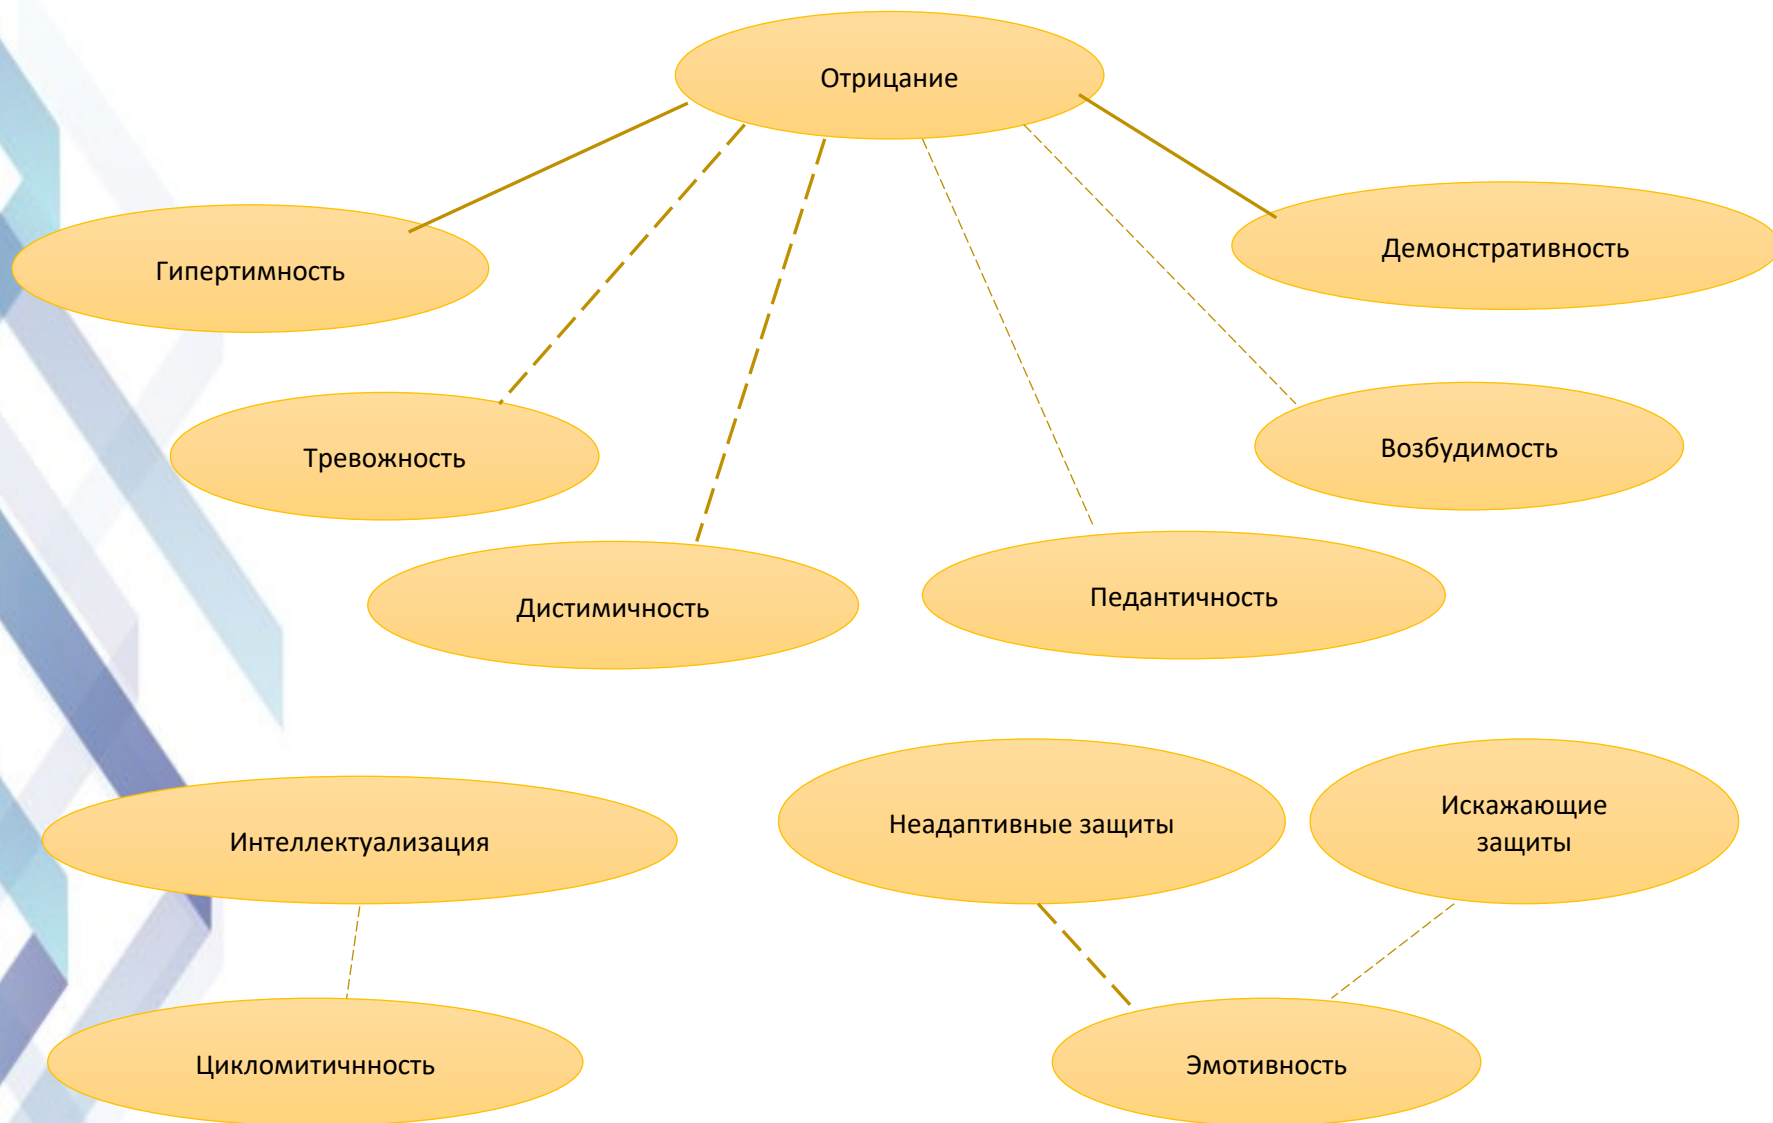 Отрицание
Гипертимность
Демонстративность
Тревожность
Возбудимость
Дистимичность
Педантичность
Интеллектуализация
Неадаптивные защиты
Искажающие
защиты
Цикломитичнность
Эмотивность